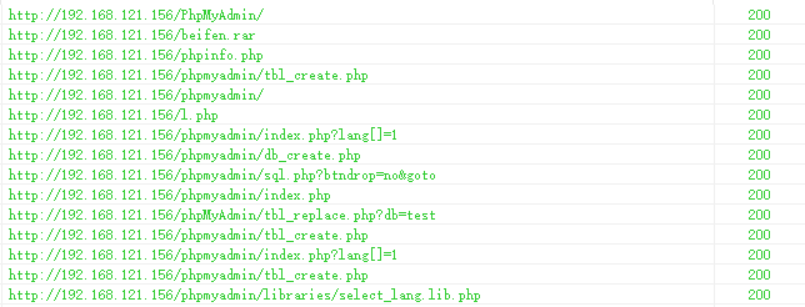 http://192.168.121.156/PhpMyAdmin/ 200
http://192.168.121.156/beifen.rar 200
http://192.168.121.156/phpinfo.php 200
http://192.168.121.156/phpmyadmin/tbl_create.php 200
http://192.168.121.156/phpmyadmin/ 200
http://192.168.121.156/l.php 200
http://192.168.121.156/phpmyadmin/index.php?lang[]=1 200
http://192.168.121.156/phpmyadmin/db_create.php 200
http://192.168.121.156/phpmyadmin/sql.php?btndrop=no&goto 200
http://192.168.121.156/phpmyadmin/index.php 200
http://192.168.121.156/phpMyAdmin/tbl_replace.php?db=test 200
http://192.168.121.156/phpmyadmin/tbl_create.php 200
http://192.168.121.156/phpmyadmin/index.php?lang[]=1 200
http://192.168.121.156/phpmyadmin/tbl_create.php 200
http://192.168.121.156/phpmyadmin/libraries/select_lang.lib.php 200